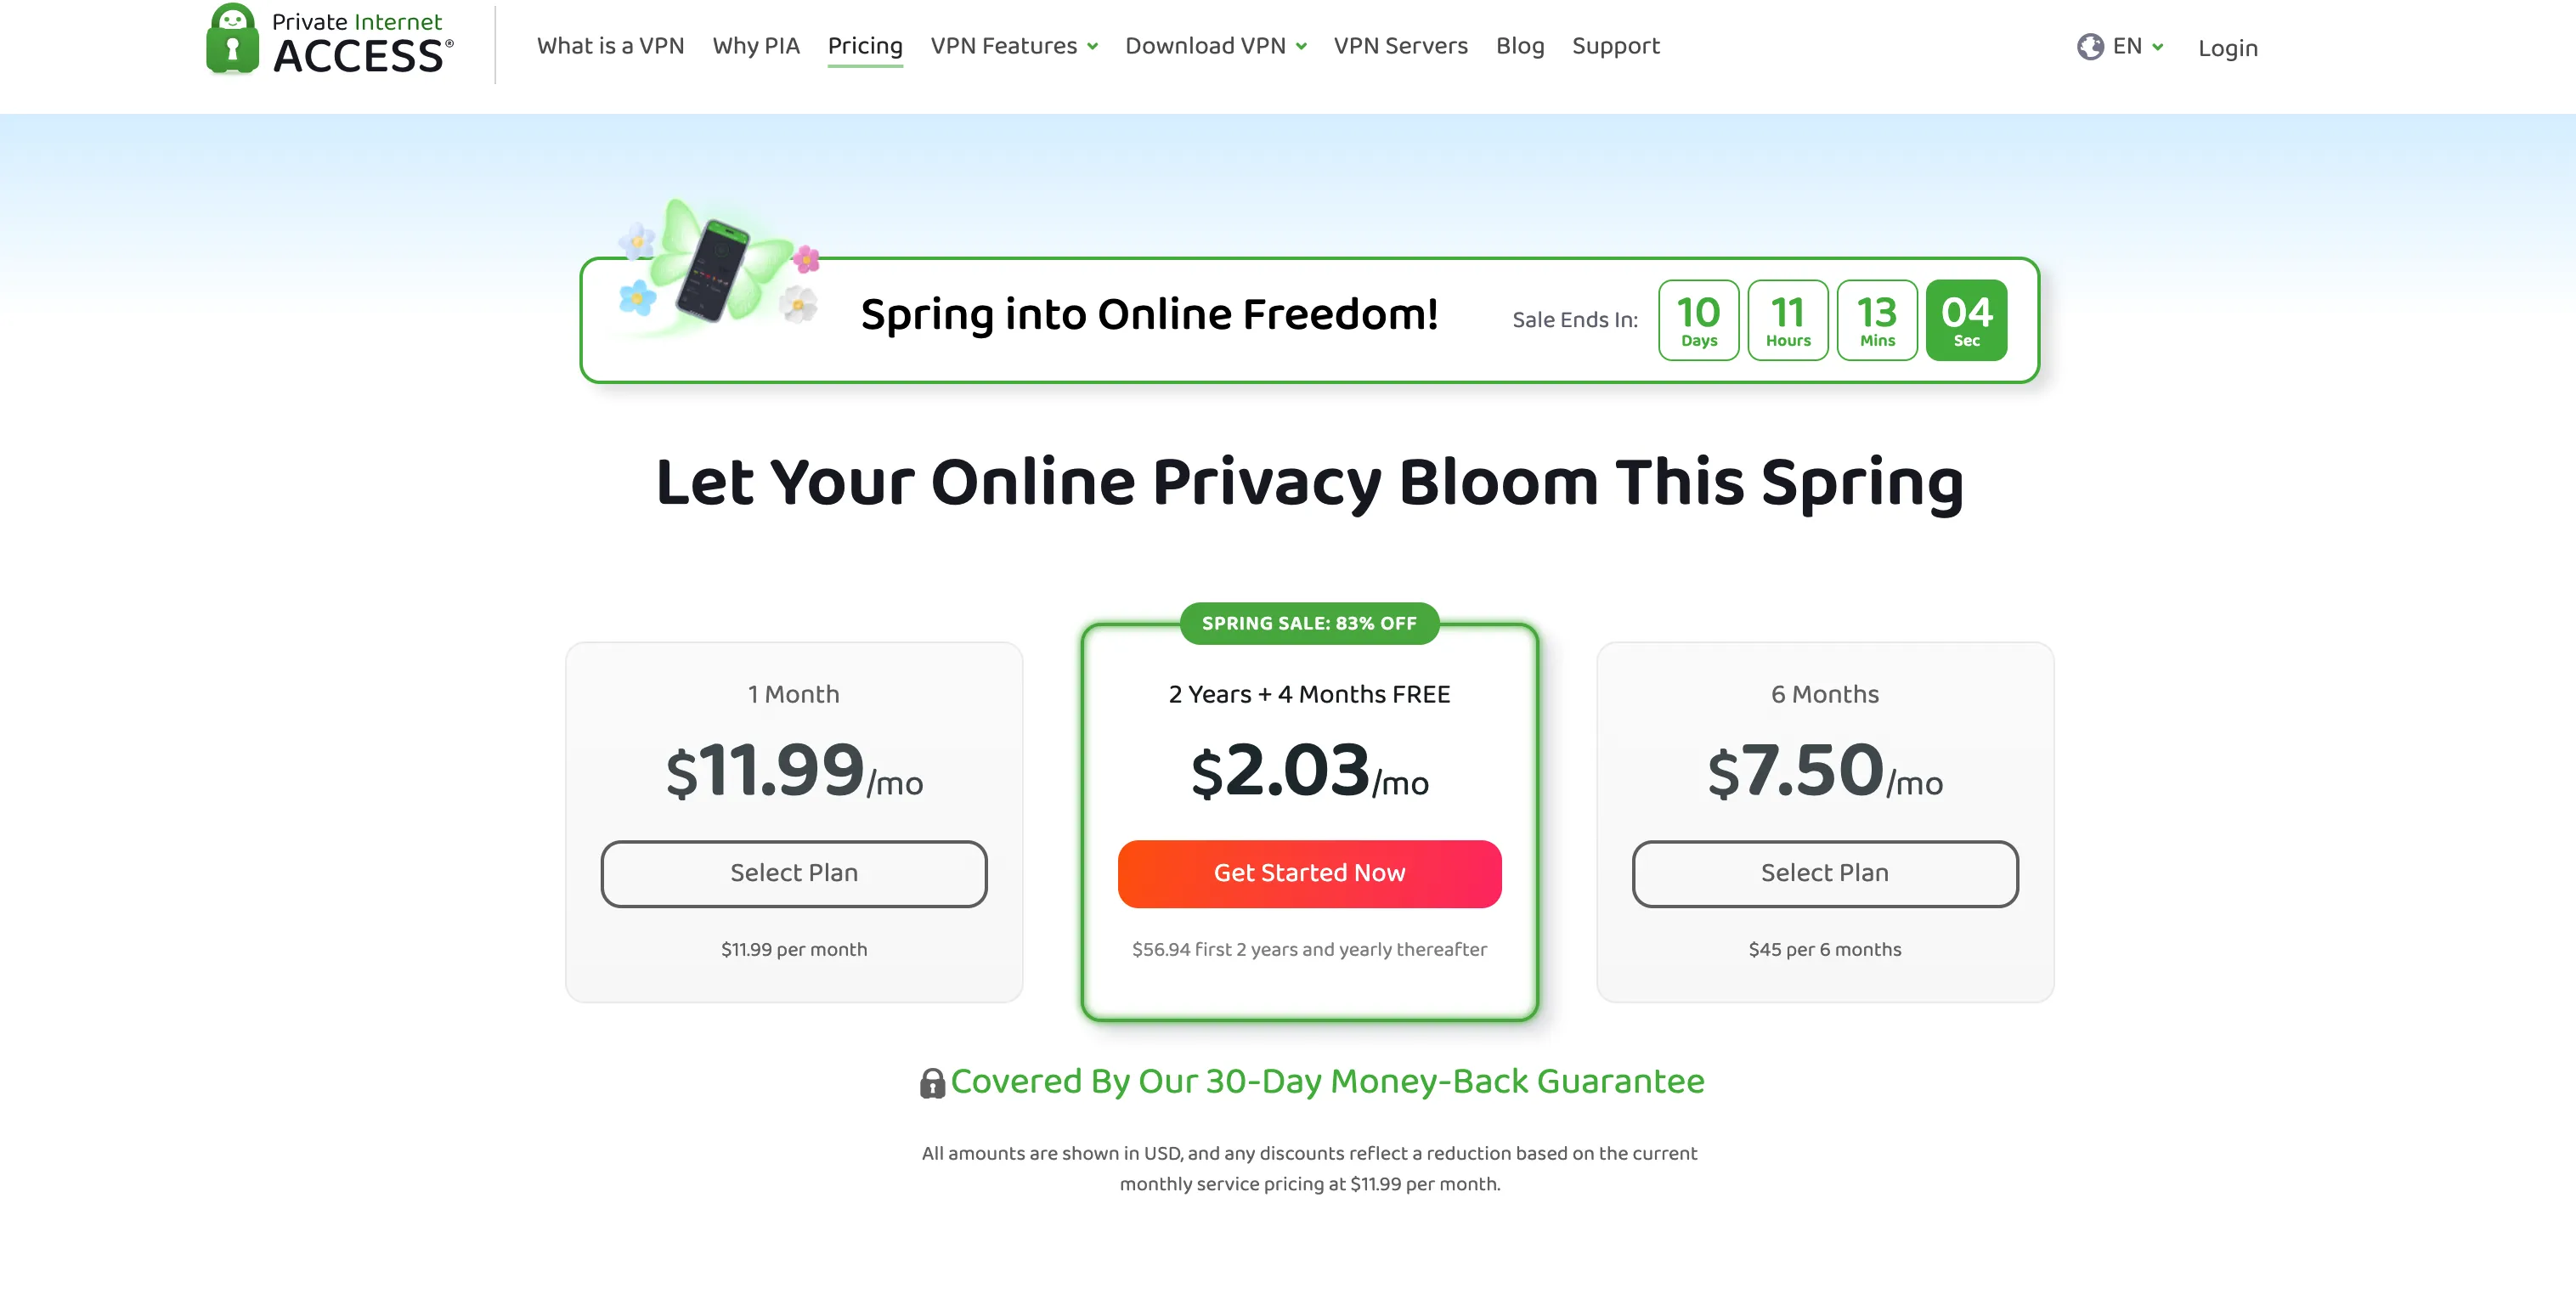 Private Internet
ACCESS®
What is a VPN
Why PIA
Pricing
VPN Features
Download VPN
VPN Servers
Blog
Support
EN
Login
Spring into Online Freedom!
Sale Ends In:
10
Days
11
Hours
13
Mins
04
Sec
Let Your Online Privacy Bloom This Spring
1 Month
$11.99/mo
Select Plan
$11.99 per month
SPRING SALE: 83% OFF
2 Years + 4 Months FREE
$2.03/mo
Get Started Now
$56.94 first 2 years and yearly thereafter
6 Months
$7.50/mo
Select Plan
$45 per 6 months
Covered By Our 30-Day Money-Back Guarantee
All amounts are shown in USD, and any discounts reflect a reduction based on the current
monthly service pricing at $11.99 per month.